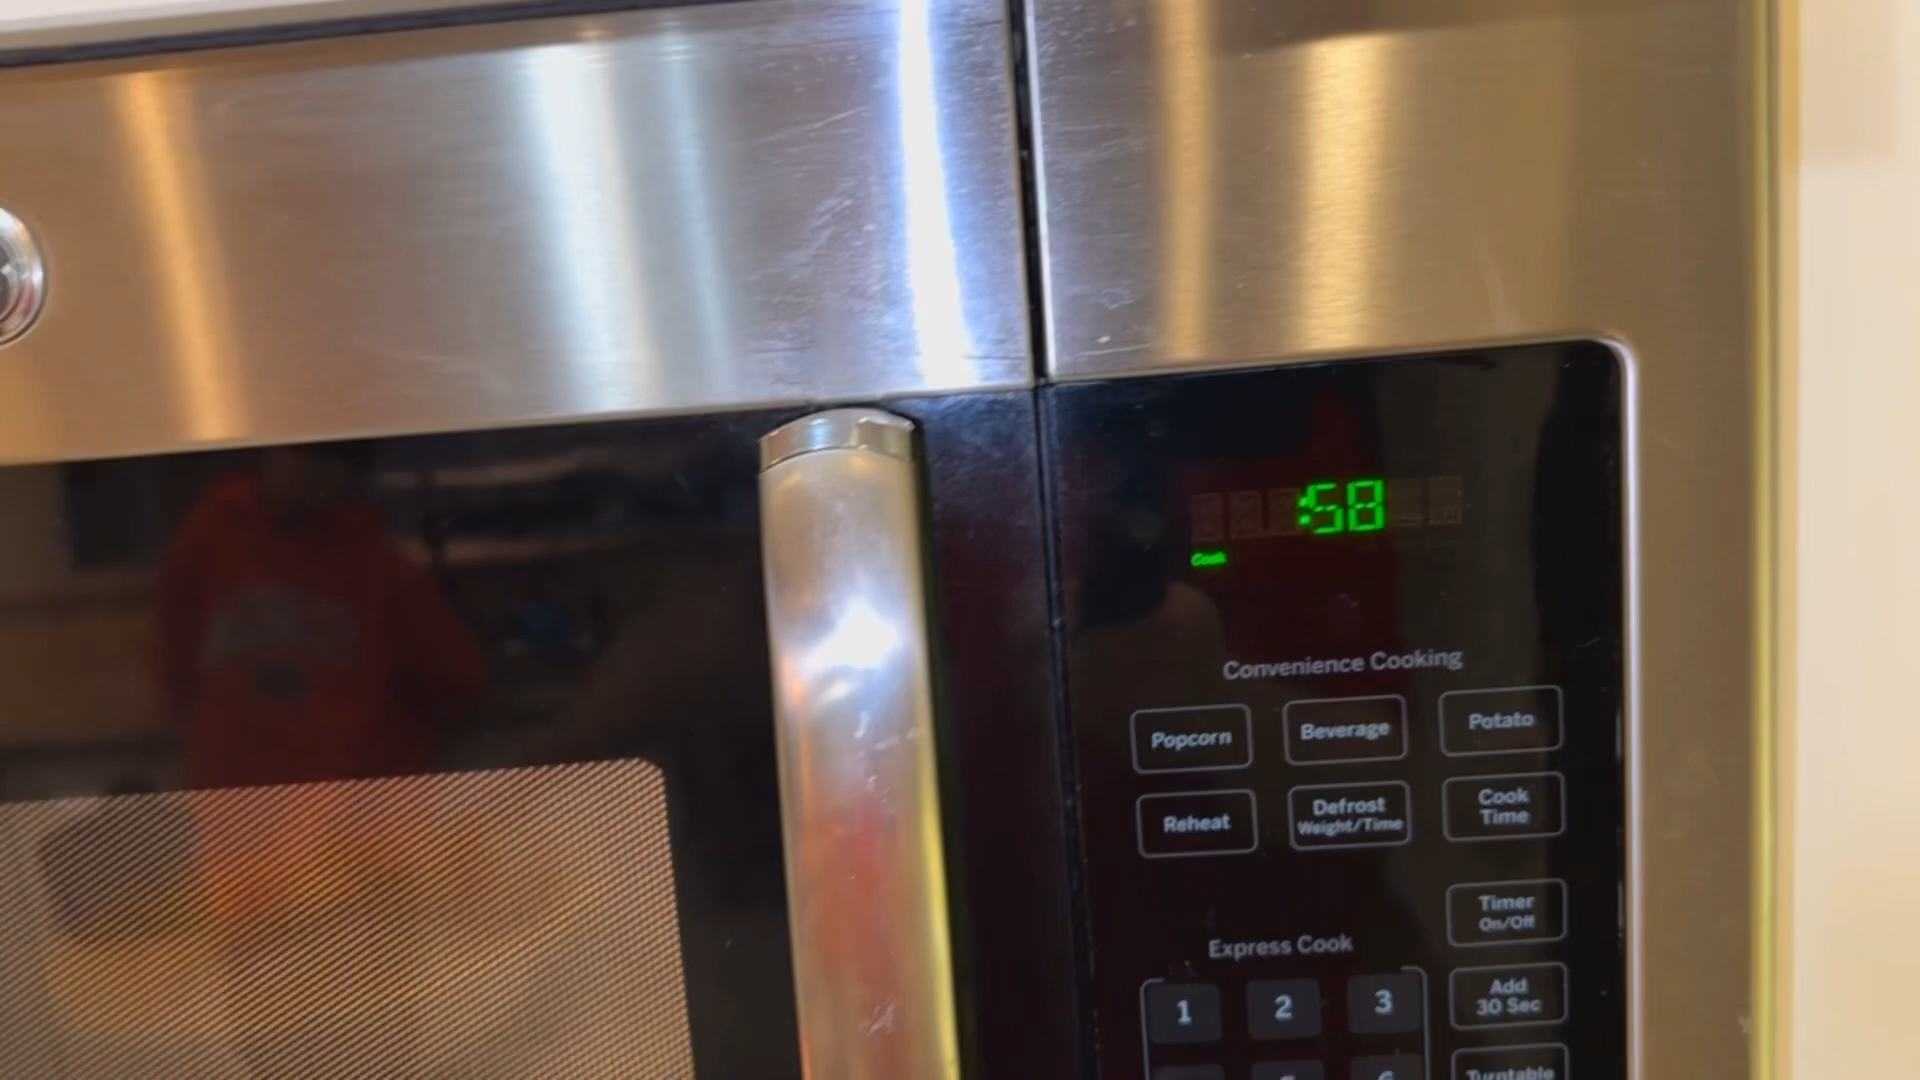 :58
Cook
Convenience Cooking
Popcorn
Beverage
Potato
Reheat
Defrost
Weight/Time
Cook
Time
Timer
On/Off
Express Cook
Add
30 Sec
1
2
3
Turntable